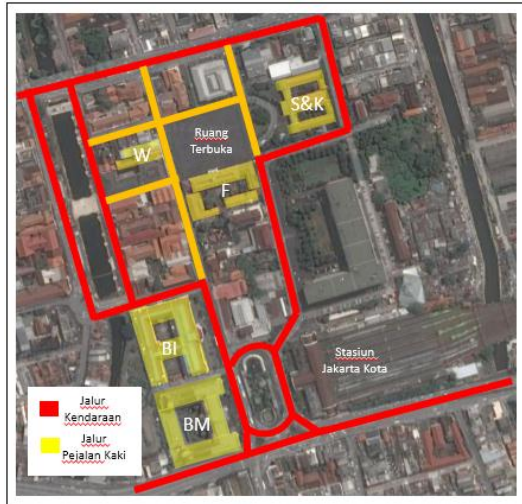 S&K
Ruang
Terbuka
W
F
BI
Stasiun
Jakarta Kota
BM
Jalur
Kendaraan
Jalur
Pejalan Kaki